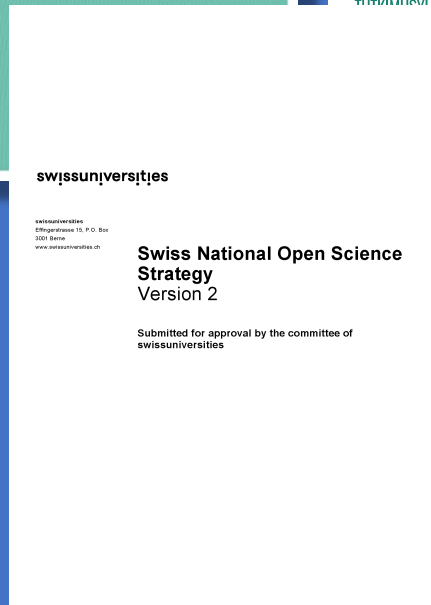 swissuniversities
swissuniversities
Effingerstrasse 15, P.O. Box
3001 Berne
www.swissuniversities.ch
Swiss National Open Science
Strategy
Version 2
Submitted for approval by the committee of
swissuniversities